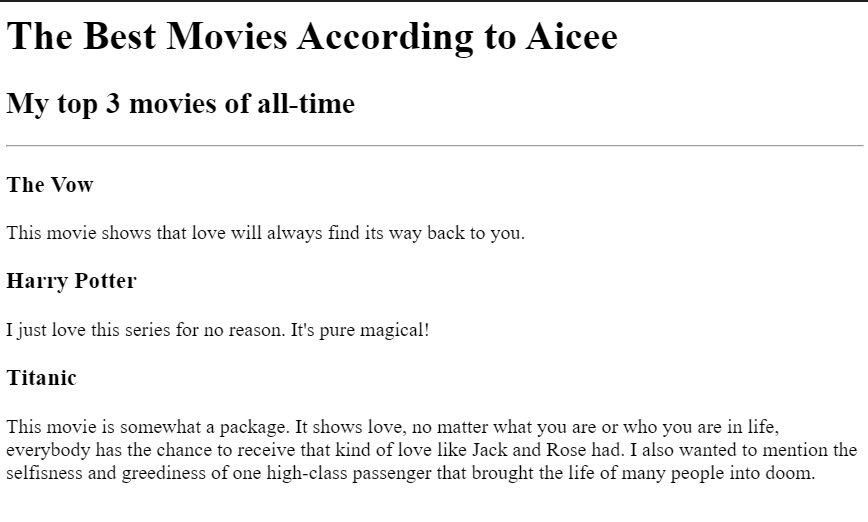 The Best Movies According to Aicee
My top 3 movies of all-time
The Vow
This movie shows that love will always find its way back to you.
Harry Potter
I just love this series for no reason. It's pure magical!
Titanic
This movie is somewhat a package. It shows love, no matter what you are or who you are in life,
everybody has the chance to receive that kind of love like Jack and Rose had. I also wanted to mention the
selfisness and greediness of one high-class passenger that brought the life of many people into doom.